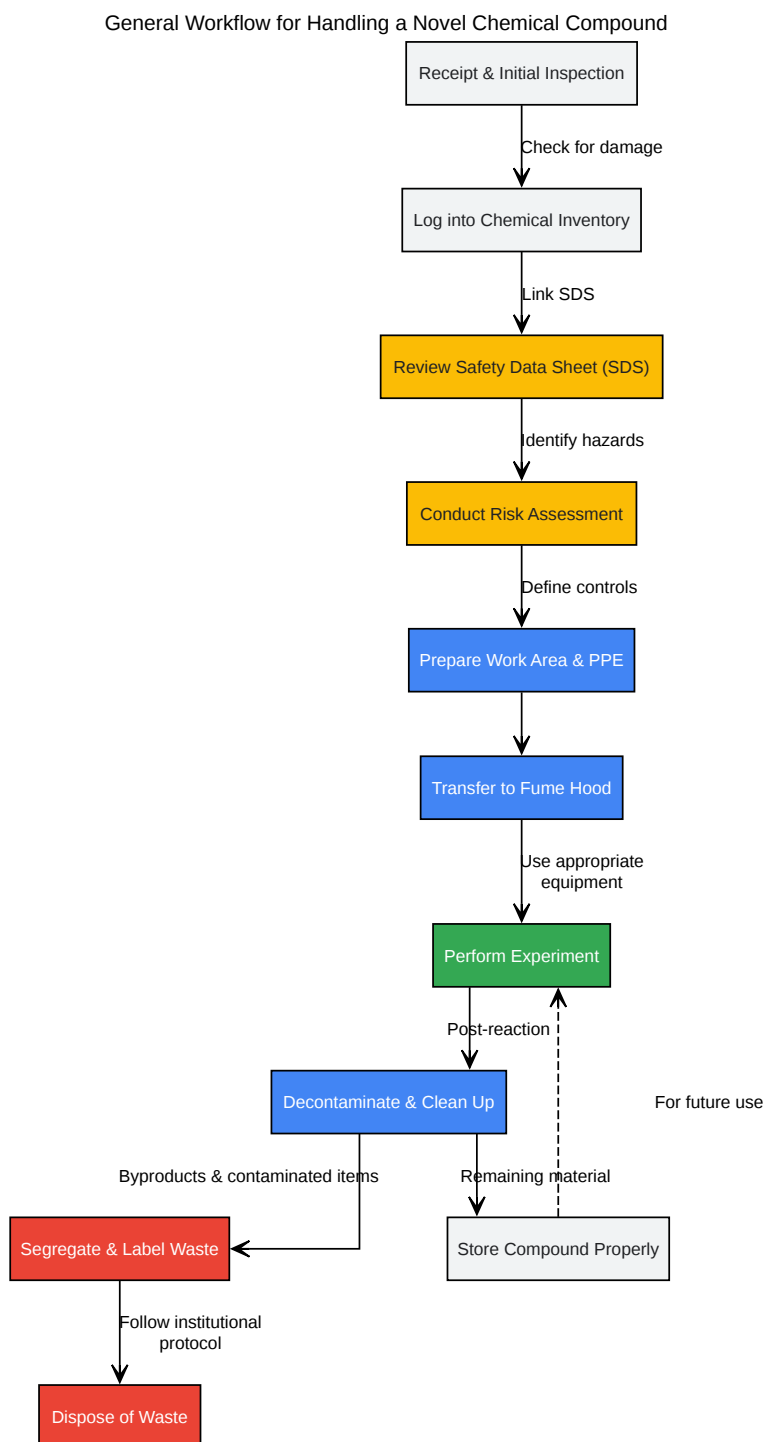 General Workflow for Handling a Novel Chemical Compound
Receipt & Initial Inspection
Check for damage
Log into Chemical Inventory
Link SDS
Review Safety Data Sheet (SDS)
Identify hazards
Conduct Risk Assessment
Define controls
Prepare Work Area & PPE
Transfer to Fume Hood
Use appropriate
equipment
Perform Experiment
Post-reaction
Decontaminate & Clean Up
For future use
Byproducts & contaminated items
Remaining material
Segregate & Label Waste
Store Compound Properly
Follow institutional
protocol
Dispose of Waste